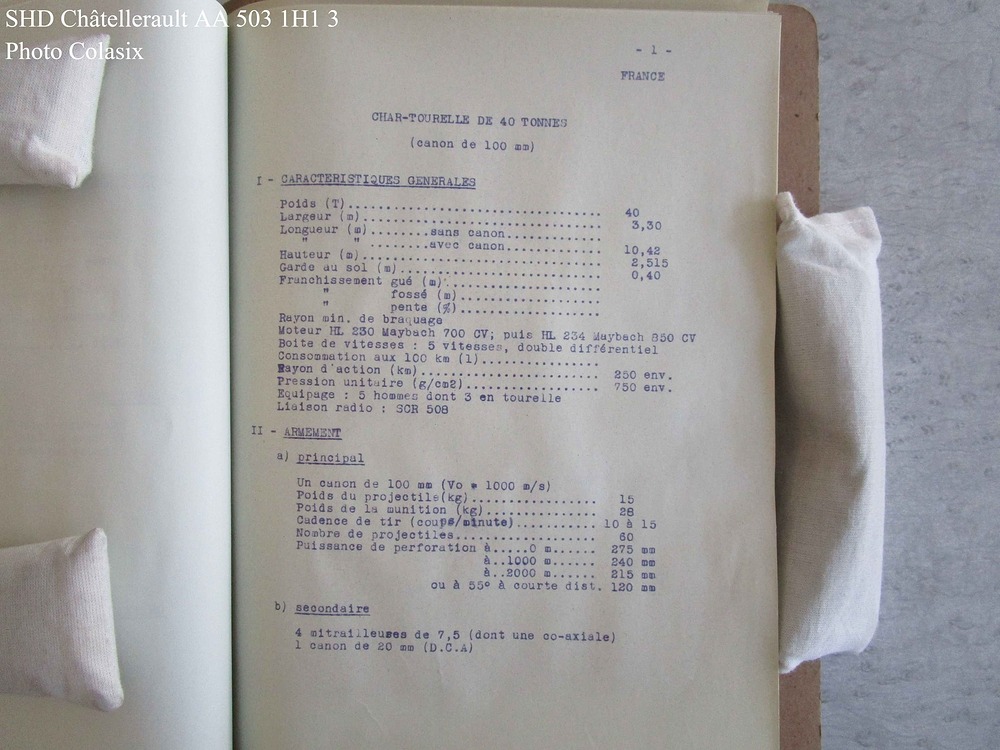 SHD Châtellerault AA 503 1H1 3
Photo Colasix
- 1 -
FRANCE
CHAR-TOURELLE DE 40 TONNES
(canon de 100 mm)
I - CARACTERISTIQUES GENERALES
Poids (T)................................... 40
Largeur (m)................................. 3,30
Longueur (m)........sans canon..............
" " ........avec canon.............. 10,42
Hauteur (m)................................. 2,515
Garde au sol (m)............................ 0,40
Franchissement gué (m)......................
" fossé (m)....................
" pente (%)....................
Rayon min. de braquage
Moteur HL 230 Maybach 700 CV; puis HL 234 Maybach 850 CV
Boite de vitesses : 5 vitesses, double différentiel
Consommation aux 100 km (l).................
Rayon d'action (km)......................... 250 env.
Pression unitaire (g/cm2)................... 750 env.
Equipage : 5 hommes dont 3 en tourelle
Liaison radio : SCR 508
II - ARMEMENT
a) principal
Un canon de 100 mm (Vo = 1000 m/s)
Poids du projectile(kg).................. 15
Poids de la munition (kg)................ 28
Cadence de tir (coups/minute)........... 10 à 15
Nombre de projectiles.................... 60
Puissance de perforation à.....0 m...... 275 mm
à..1000 m...... 240 mm
à..2000 m...... 215 mm
ou à 55° à courte dist. 120 mm
b) secondaire
4 mitrailleuses de 7,5 (dont une co-axiale)
1 canon de 20 mm (D.C.A)